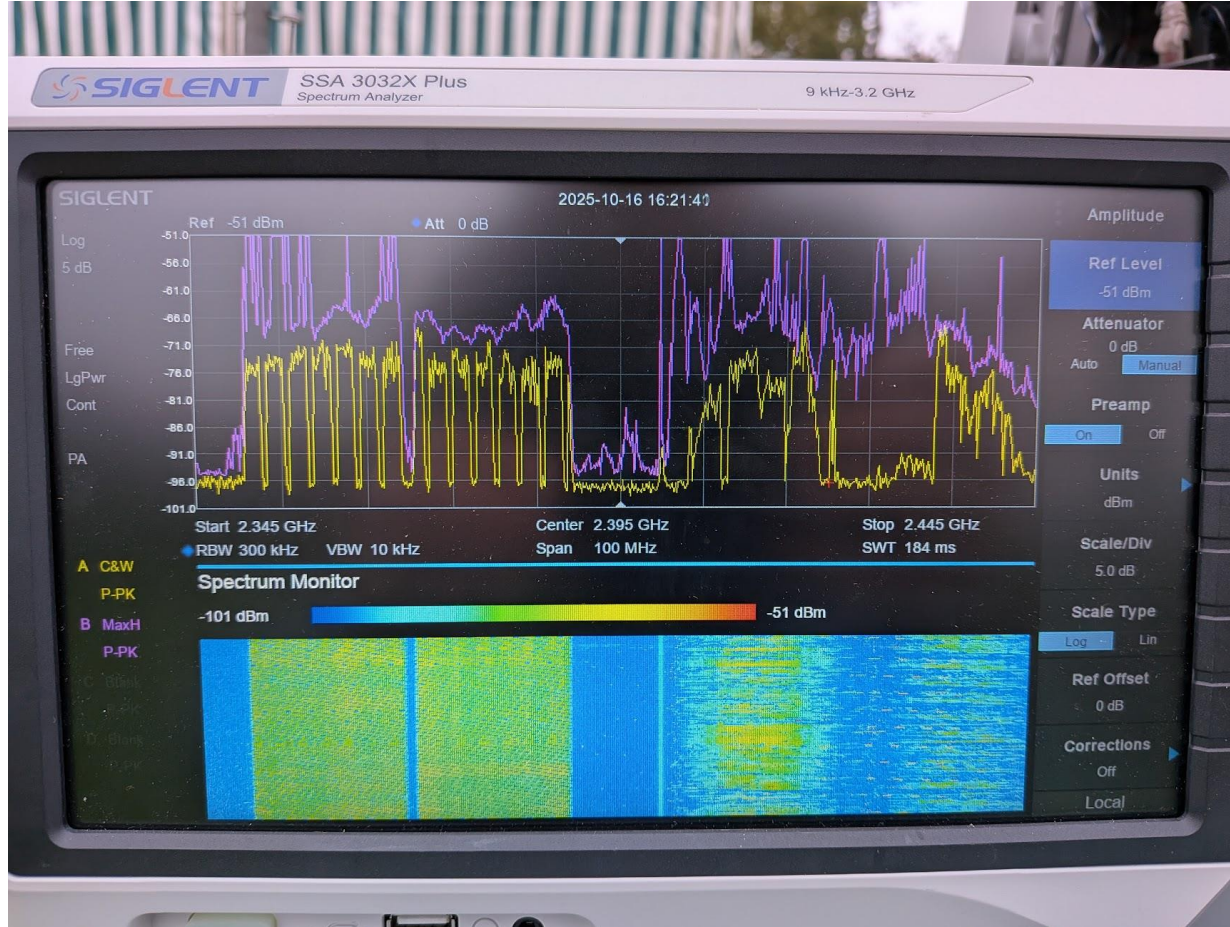 SIGLENT
SSA 3032X Plus
Spectrum Analyzer
9 kHz-3.2 GHz
SIGLENT
2025-10-16 16:21:41
Ref -51 dBm
Att 0 dB
Log
5 dB
Free
LgPwr
Cont
PA
-51.0
-56.0
-61.0
-66.0
-71.0
-76.0
-81.0
-86.0
-91.0
-96.0
-101.0
Start 2.345 GHz
Center 2.395 GHz
Stop 2.445 GHz
RBW 300 kHz
VBW 10 kHz
Span 100 MHz
SWT 184 ms
A C&W
P-PK
B MaxH
P-PK
C Blank
P-PK
D Blank
P-PK
Spectrum Monitor
-101 dBm
-51 dBm
Amplitude
Ref Level
-51 dBm
Attenuator
0 dB
Auto
Manual
Preamp
On
Off
Units
dBm
Scale/Div
5.0 dB
Scale Type
Log
Lin
Ref Offset
0 dB
Corrections
Off
Local